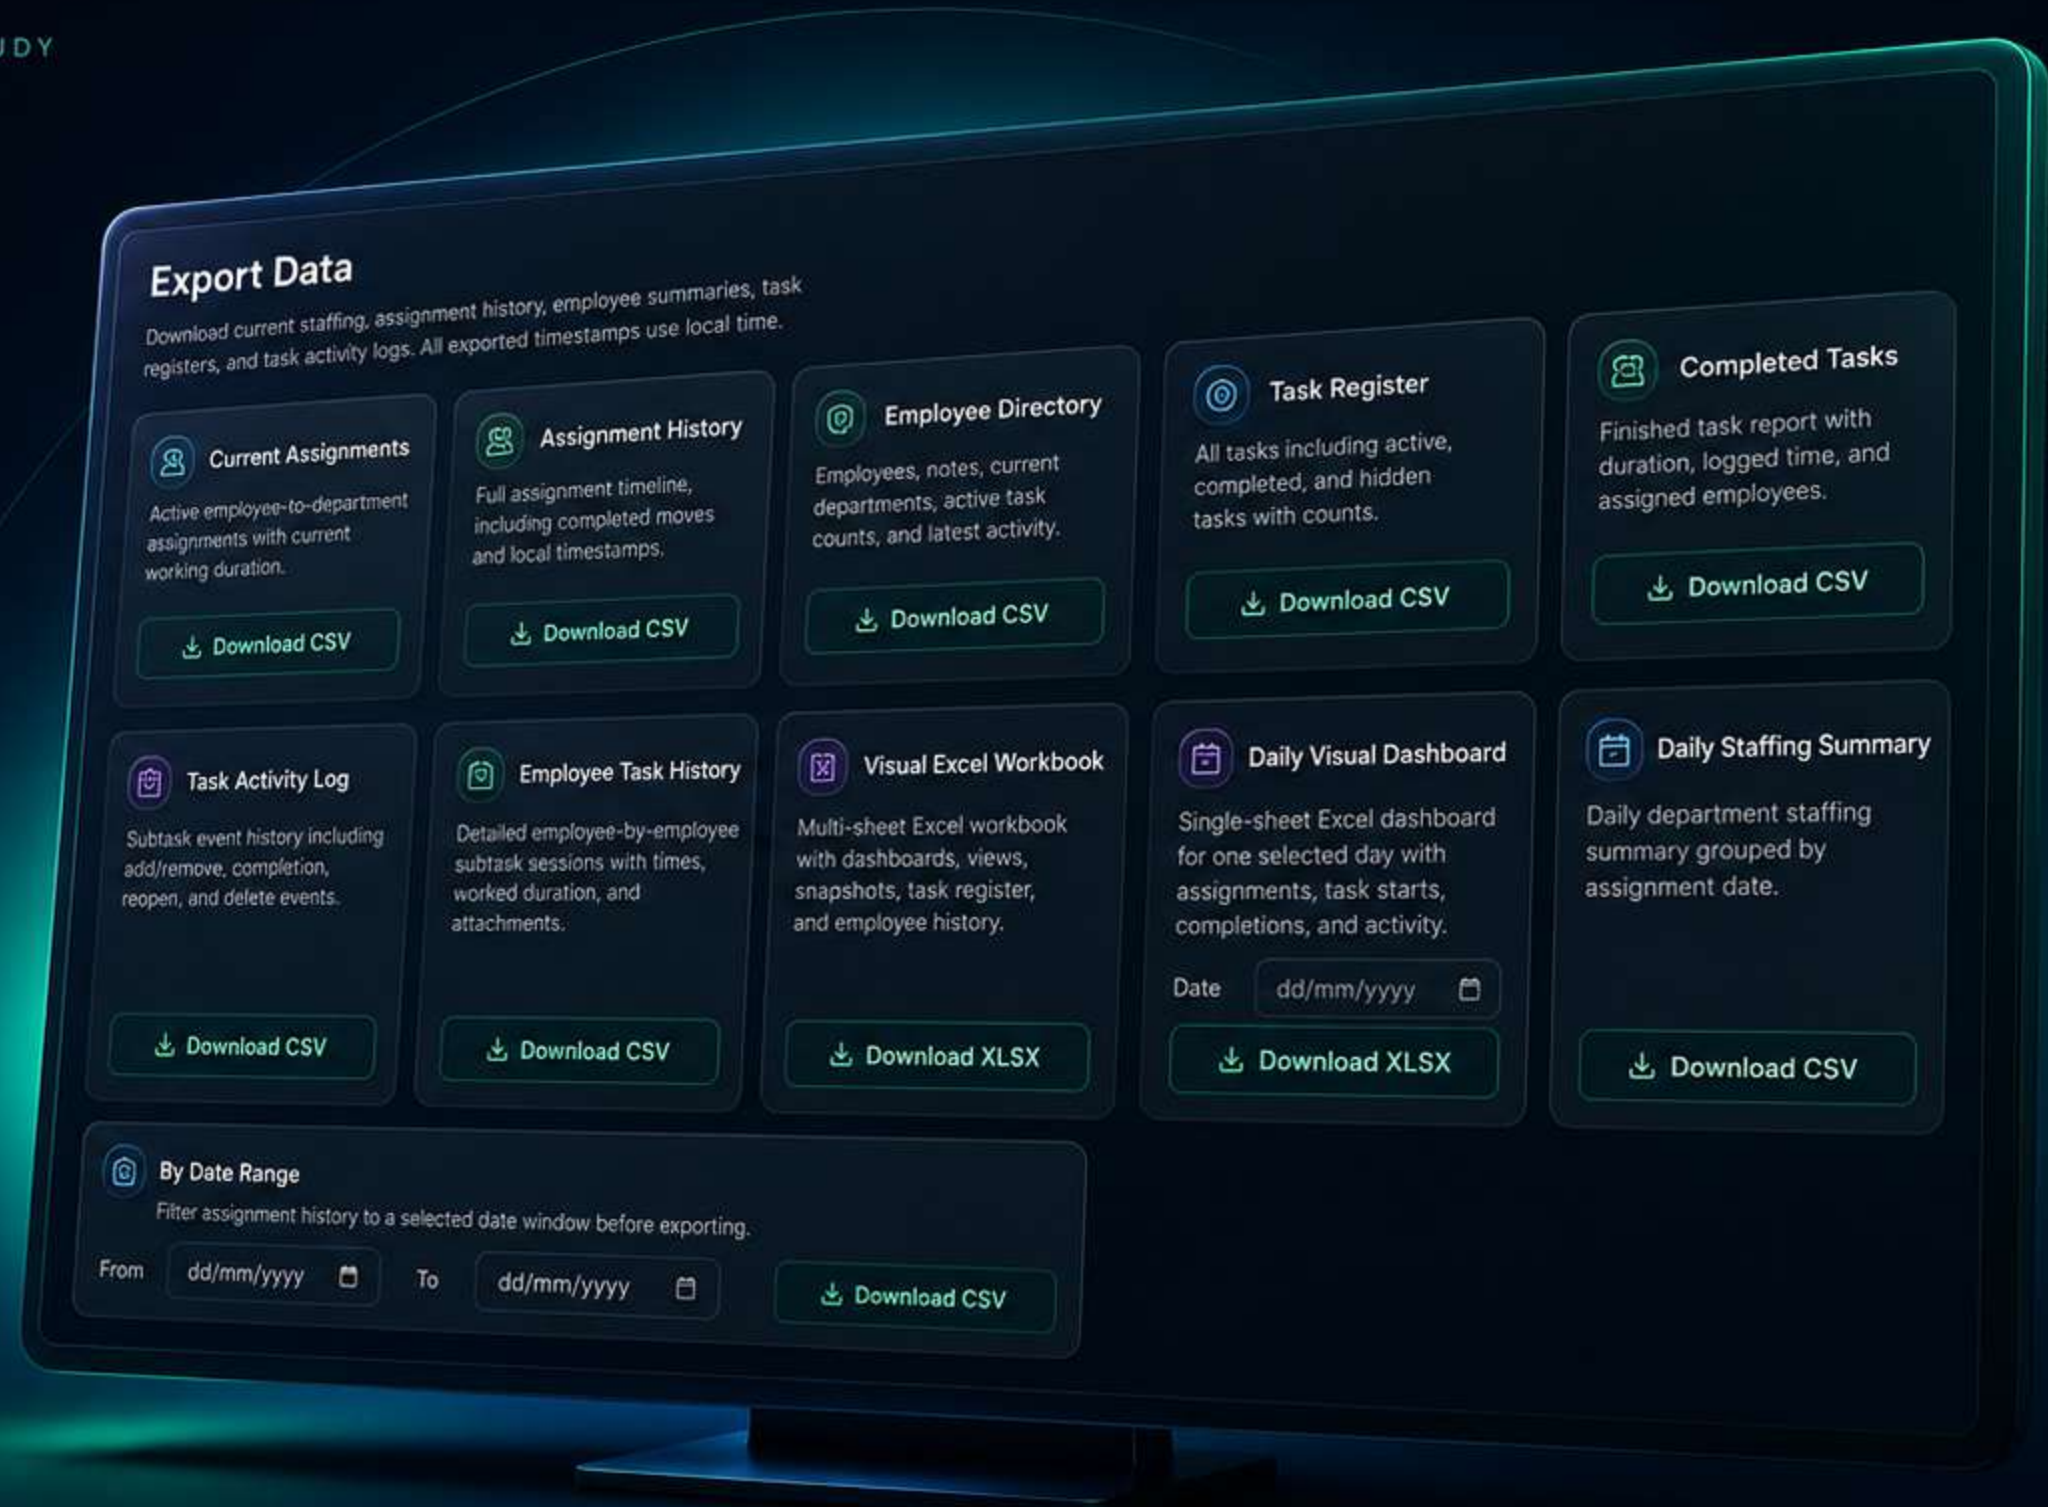 UDY
Export Data
Download current staffing, assignment history, employee summaries, task
registers, and task activity logs. All exported timestamps use local time.
Current Assignments
Active employee-to-department
assignments with current
working duration.
Download CSV
Assignment History
Full assignment timeline,
including completed moves
and local timestamps.
Download CSV
Employee Directory
Employees, notes, current
departments, active task
counts, and latest activity.
Download CSV
Task Register
All tasks including active,
completed, and hidden
tasks with counts.
Download CSV
Completed Tasks
Finished task report with
duration, logged time, and
assigned employees.
Download CSV
Task Activity Log
Subtask event history including
add/remove, completion,
reopen, and delete events.
Download CSV
Employee Task History
Detailed employee-by-employee
subtask sessions with times,
worked duration, and
attachments.
Download CSV
Visual Excel Workbook
Multi-sheet Excel workbook
with dashboards, views,
snapshots, task register,
and employee history.
Download XLSX
Daily Visual Dashboard
Single-sheet Excel dashboard
for one selected day with
assignments, task starts,
completions, and activity.
Date dd/mm/yyyy
Download XLSX
Daily Staffing Summary
Daily department staffing
summary grouped by
assignment date.
Download CSV
By Date Range
Filter assignment history to a selected date window before exporting.
From dd/mm/yyyy To dd/mm/yyyy Download CSV